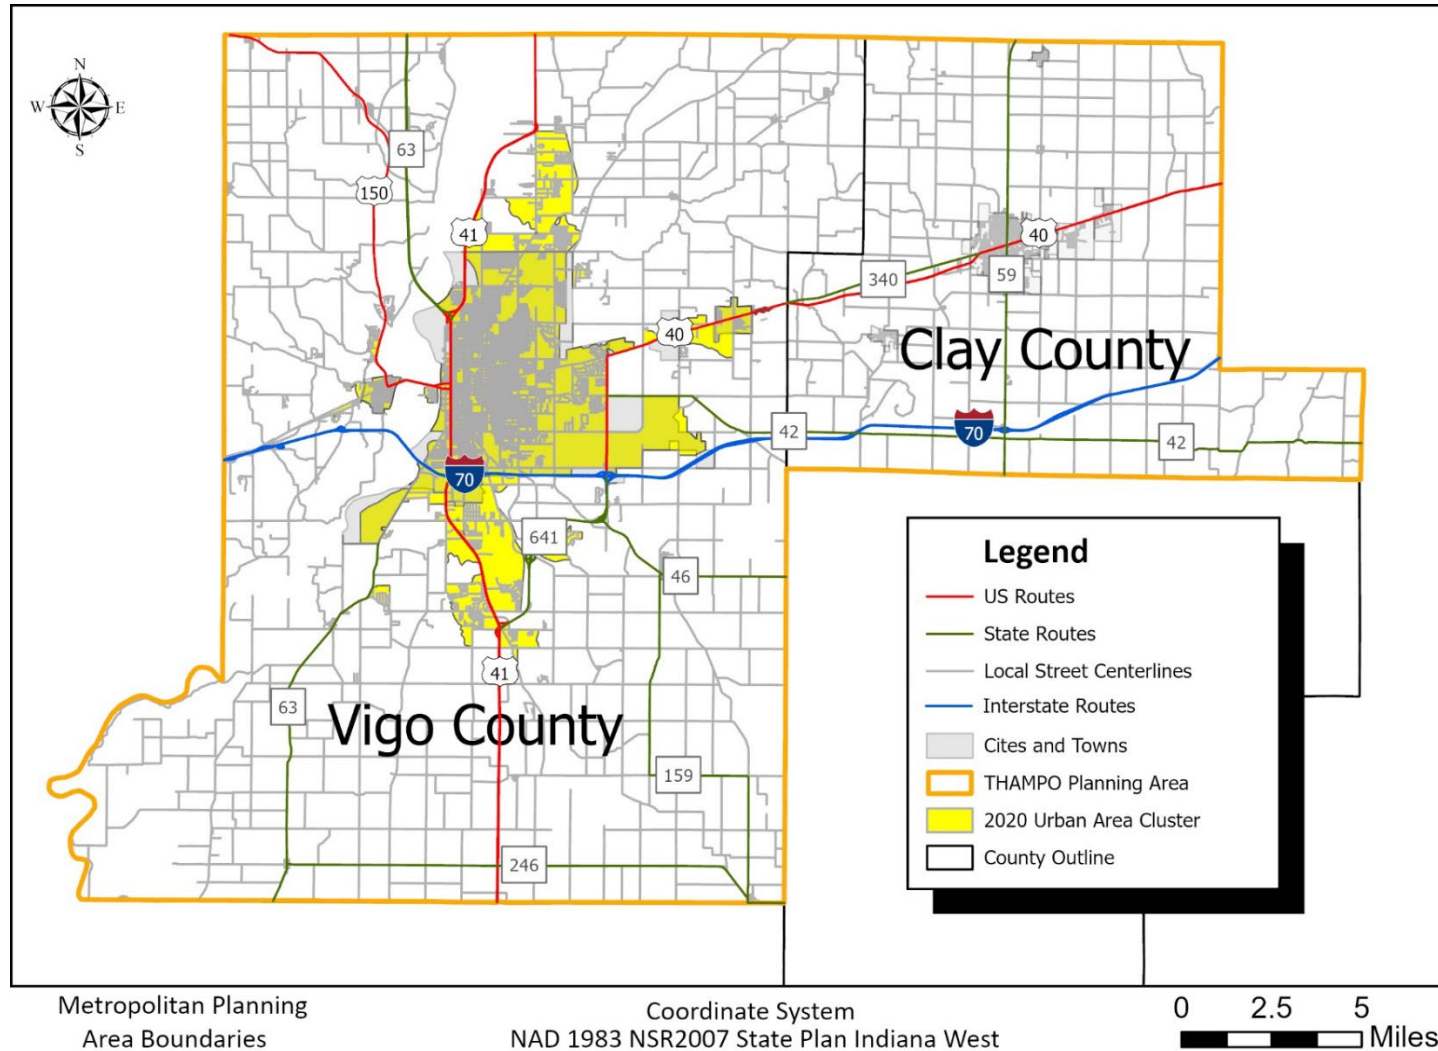 N
W E
S
63
150
41
40
340
59
40
Clay County
42
70
42
70
641
46
41
63
Vigo County
159
246
Legend
US Routes
State Routes
Local Street Centerlines
Interstate Routes
Cites and Towns
THAMPO Planning Area
2020 Urban Area Cluster
County Outline
Metropolitan Planning
Area Boundaries
Coordinate System
NAD 1983 NSR2007 State Plan Indiana West
0 2.5 5
Miles